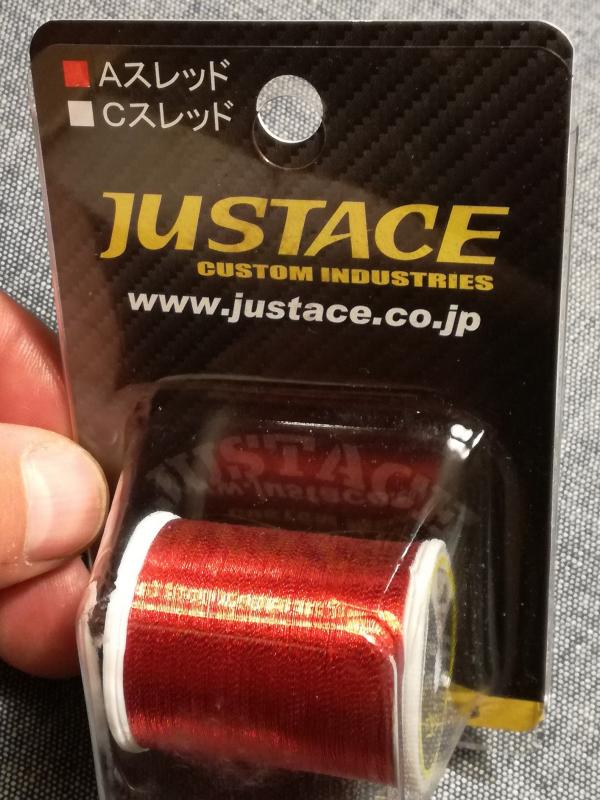 Aスレッド
Cスレッド
JUSTACE
CUSTOM INDUSTRIES
www.justace.co.jp